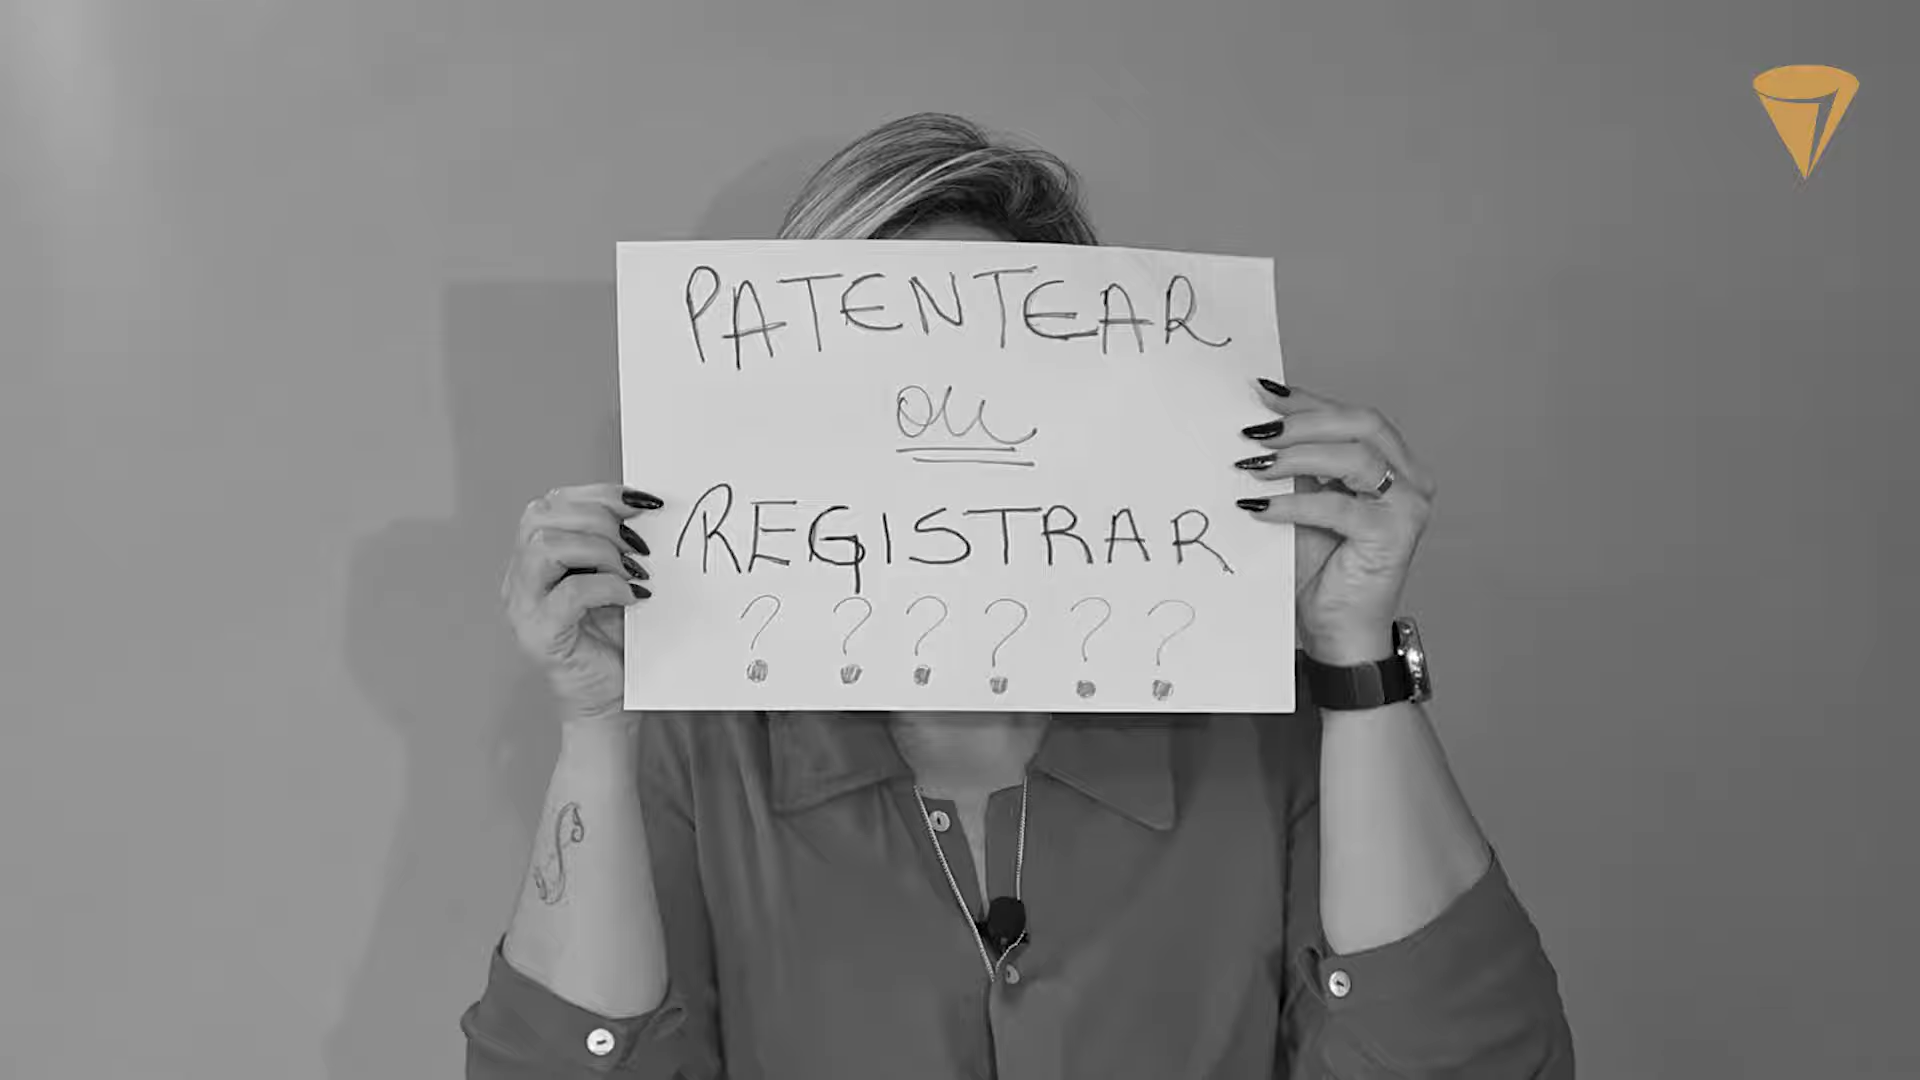 PATENTEAR
ou
REGISTRAR
? ? ? ? ? ?